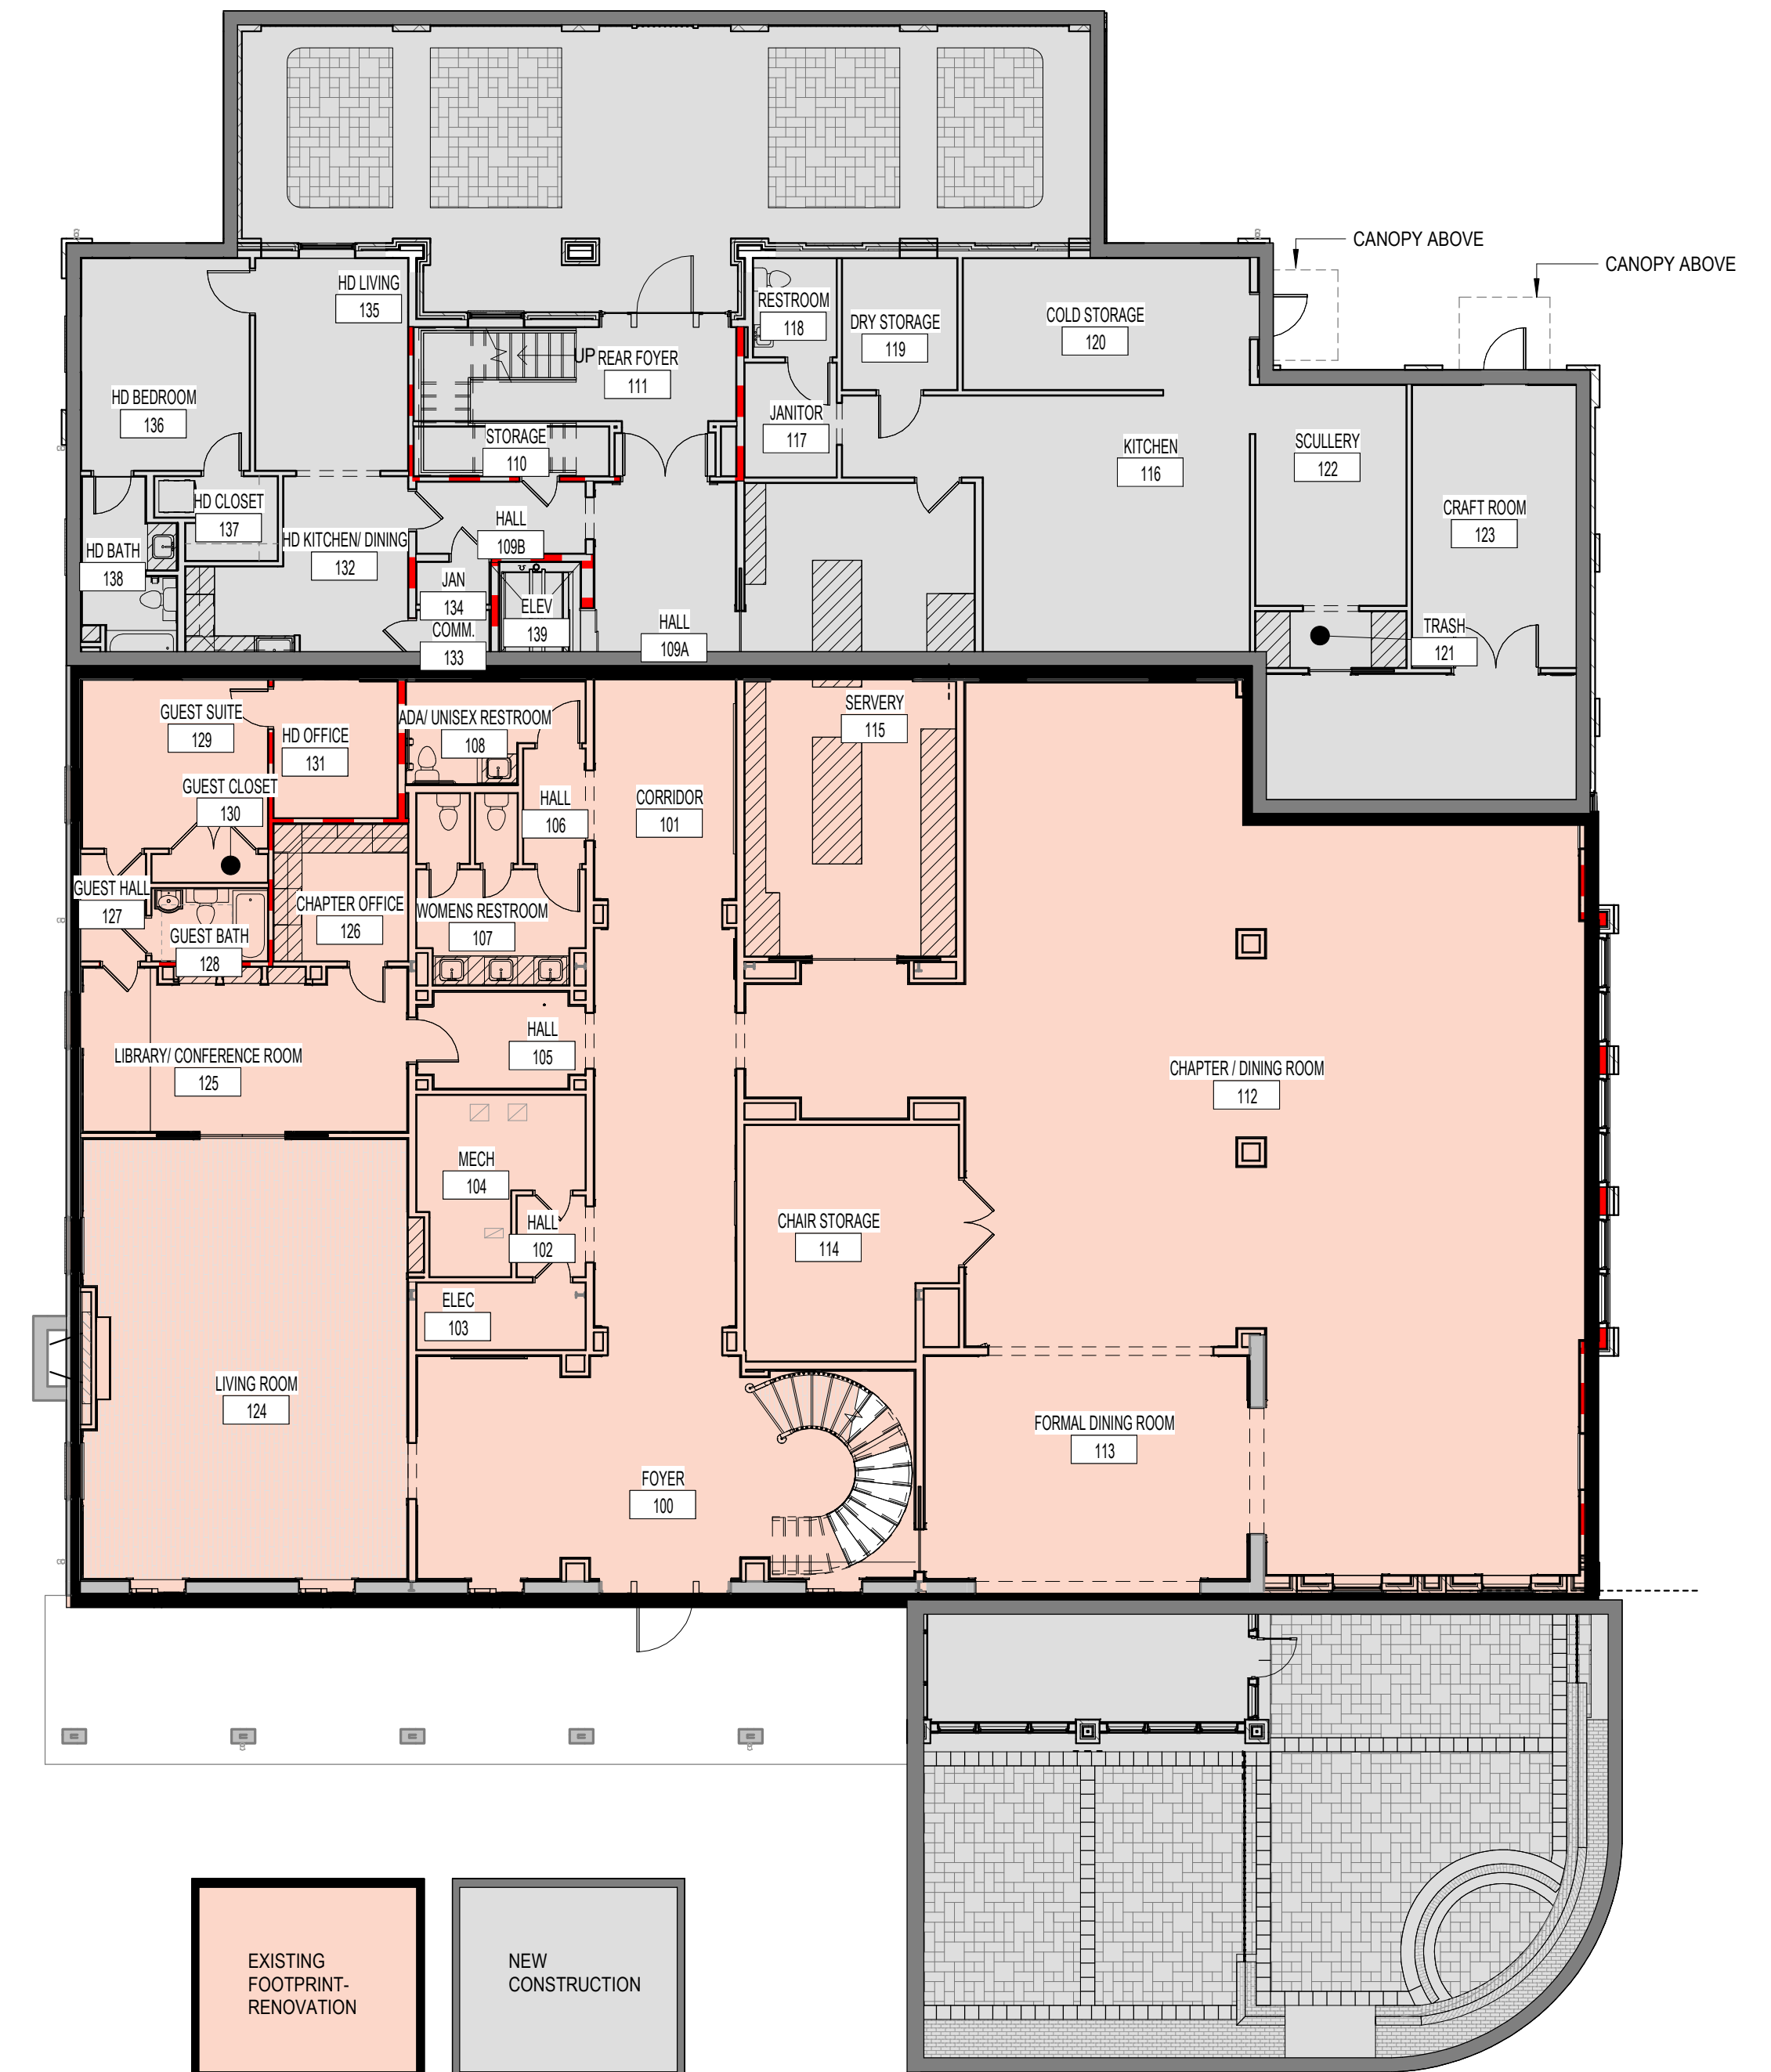 CANOPY ABOVE
CANOPY ABOVE
HD LIVING
135
RESTROOM
118
DRY STORAGE
119
COLD STORAGE
120
UP
REAR FOYER
111
HD BEDROOM
136
JANITOR
117
STORAGE
110
KITCHEN
116
SCULLERY
122
HD CLOSET
137
CRAFT ROOM
123
HALL
109B
HD KITCHEN/ DINING
132
HD BATH
138
JAN
134
ELEV
139
COMM.
133
HALL
109A
TRASH
121
GUEST SUITE
129
HD OFFICE
131
ADA/ UNISEX RESTROOM
108
SERVERY
115
GUEST CLOSET
130
HALL
106
CORRIDOR
101
GUEST HALL
127
CHAPTER OFFICE
126
WOMENS RESTROOM
107
GUEST BATH
128
HALL
105
LIBRARY/ CONFERENCE ROOM
125
CHAPTER / DINING ROOM
112
MECH
104
HALL
102
CHAIR STORAGE
114
ELEC
103
LIVING ROOM
124
FORMAL DINING ROOM
113
FOYER
100
EXISTING
FOOTPRINT-
RENOVATION
NEW
CONSTRUCTION